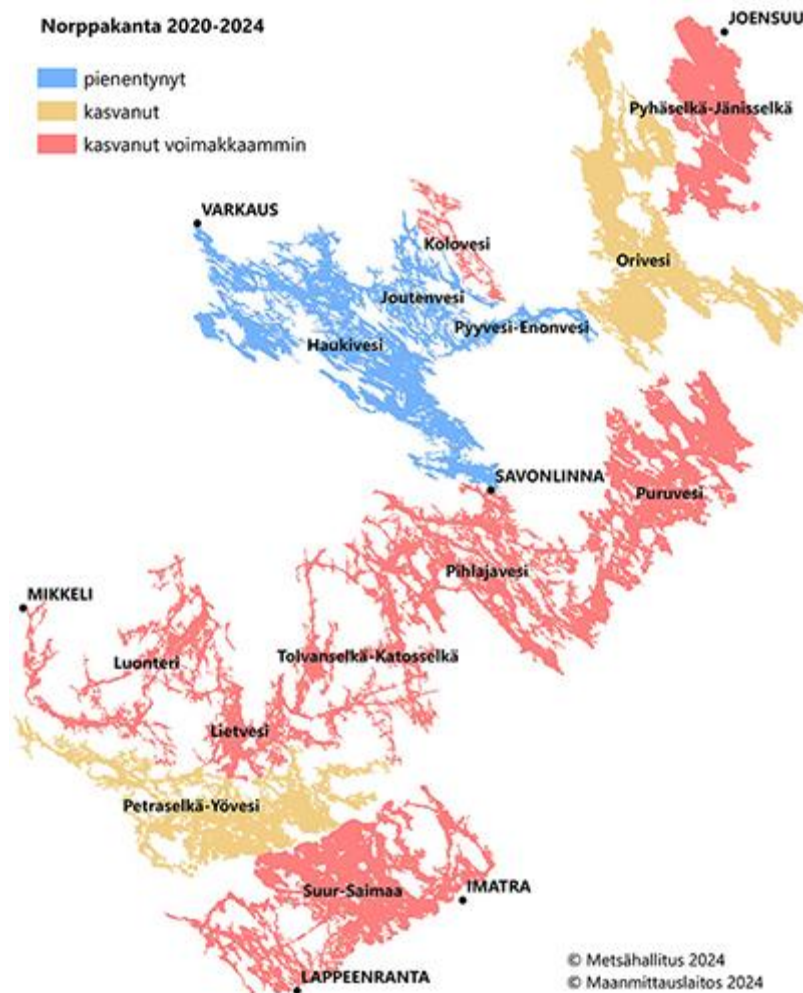 Norppakanta 2020-2024
JOENSUU
pienentynyt
kasvanut
kasvanut voimakkaammin
Pyhäselkä-Jänisselkä
VARKAUS
Kolovesi
Orivesi
Joutenvesi
Pyyvesi-Enonvesi
Haukivesi
SAVONLINNA
Puruvesi
Pihlajavesi
MIKKELI
Luonteri
Tolvanselkä-Katosselkä
Lietvesi
Petraselkä-Yövesi
Suur-Saimaa
IMATRA
LAPPEENRANTA
© Metsähallitus 2024
© Maanmittauslaitos 2024